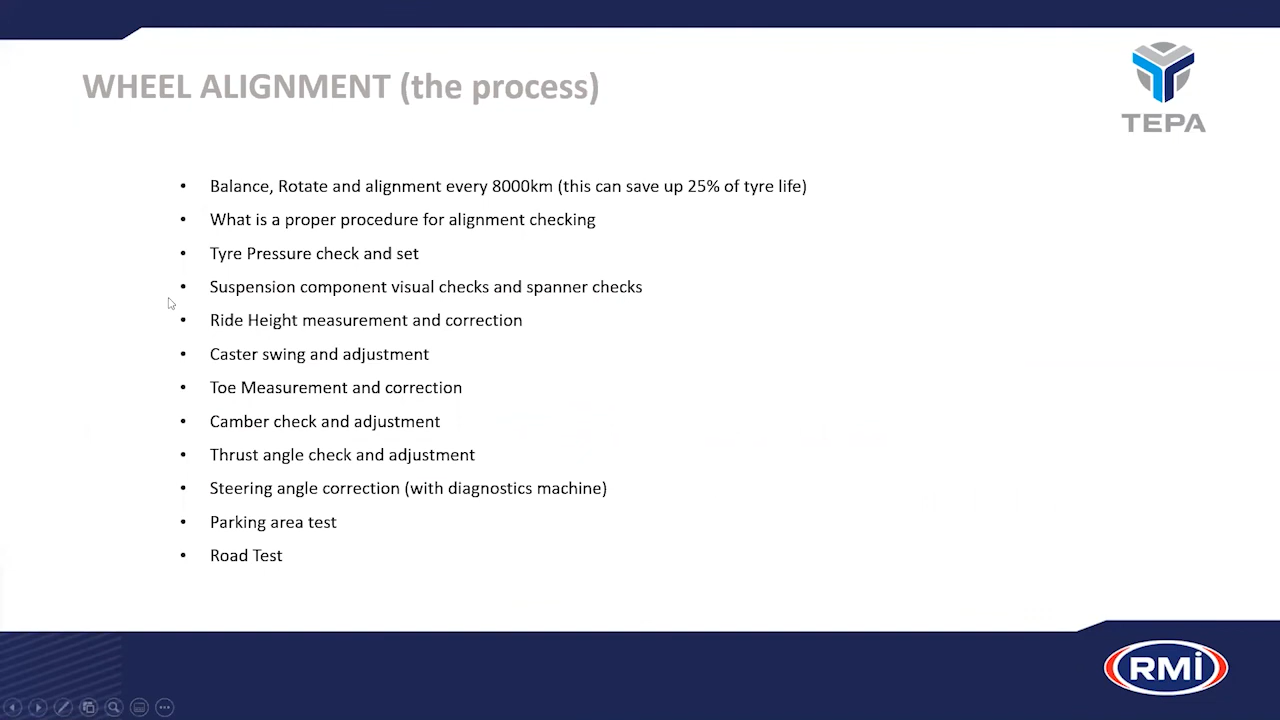 WHEEL ALIGNMENT (the process)
TEPA
• Balance, Rotate and alignment every 8000km (this can save up 25% of tyre life)
• What is a proper procedure for alignment checking
• Tyre Pressure check and set
• Suspension component visual checks and spanner checks
• Ride Height measurement and correction
• Caster swing and adjustment
• Toe Measurement and correction
• Camber check and adjustment
• Thrust angle check and adjustment
• Steering angle correction (with diagnostics machine)
• Parking area test
• Road Test
RMi